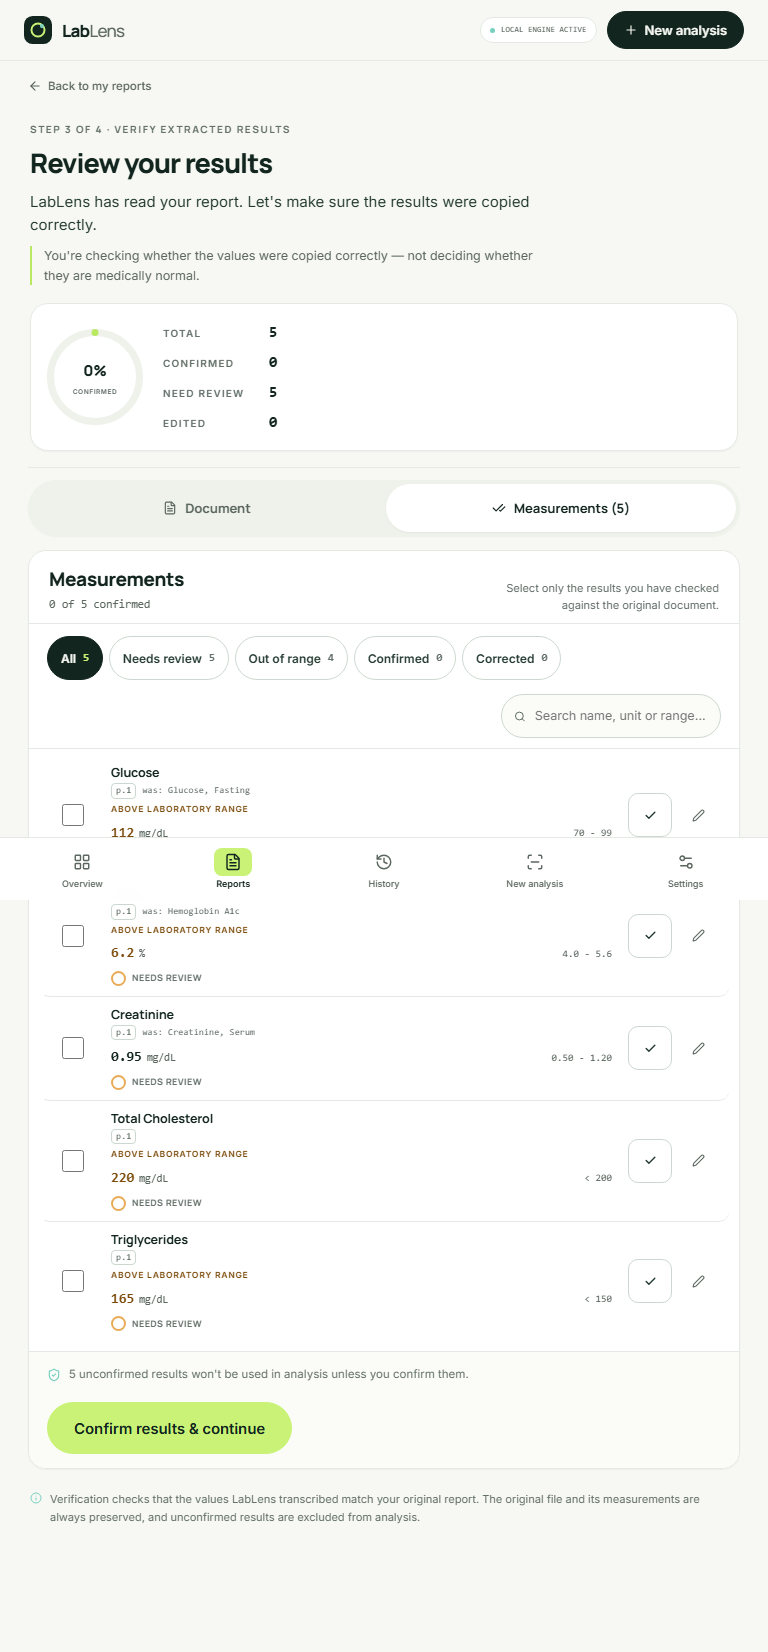 LabLens
LOCAL ENGINE ACTIVE
New analysis
Back to my reports
STEP 3 OF 4 · VERIFY EXTRACTED RESULTS
Review your results
LabLens has read your report. Let's make sure the results were copied
correctly.
You're checking whether the values were copied correctly — not deciding whether
they are medically normal.
0%
CONFIRMED
TOTAL 5
CONFIRMED 0
NEED REVIEW 5
EDITED 0
Document
Measurements (5)
Measurements
0 of 5 confirmed
Select only the results you have checked
against the original document.
All 5
Needs review 5
Out of range 4
Confirmed 0
Corrected 0
Search name, unit or range...
Glucose
p.1 was: Glucose, Fasting
ABOVE LABORATORY RANGE
112 mg/dL 70 - 99
Overview
Reports
History
New analysis
Settings
p.1 was: Hemoglobin A1c
ABOVE LABORATORY RANGE
6.2 % 4.0 - 5.6
NEEDS REVIEW
Creatinine
p.1 was: Creatinine, Serum
0.95 mg/dL 0.50 - 1.20
NEEDS REVIEW
Total Cholesterol
p.1
ABOVE LABORATORY RANGE
220 mg/dL < 200
NEEDS REVIEW
Triglycerides
p.1
ABOVE LABORATORY RANGE
165 mg/dL < 150
NEEDS REVIEW
5 unconfirmed results won't be used in analysis unless you confirm them.
Confirm results & continue
Verification checks that the values LabLens transcribed match your original report. The original file and its measurements are
always preserved, and unconfirmed results are excluded from analysis.